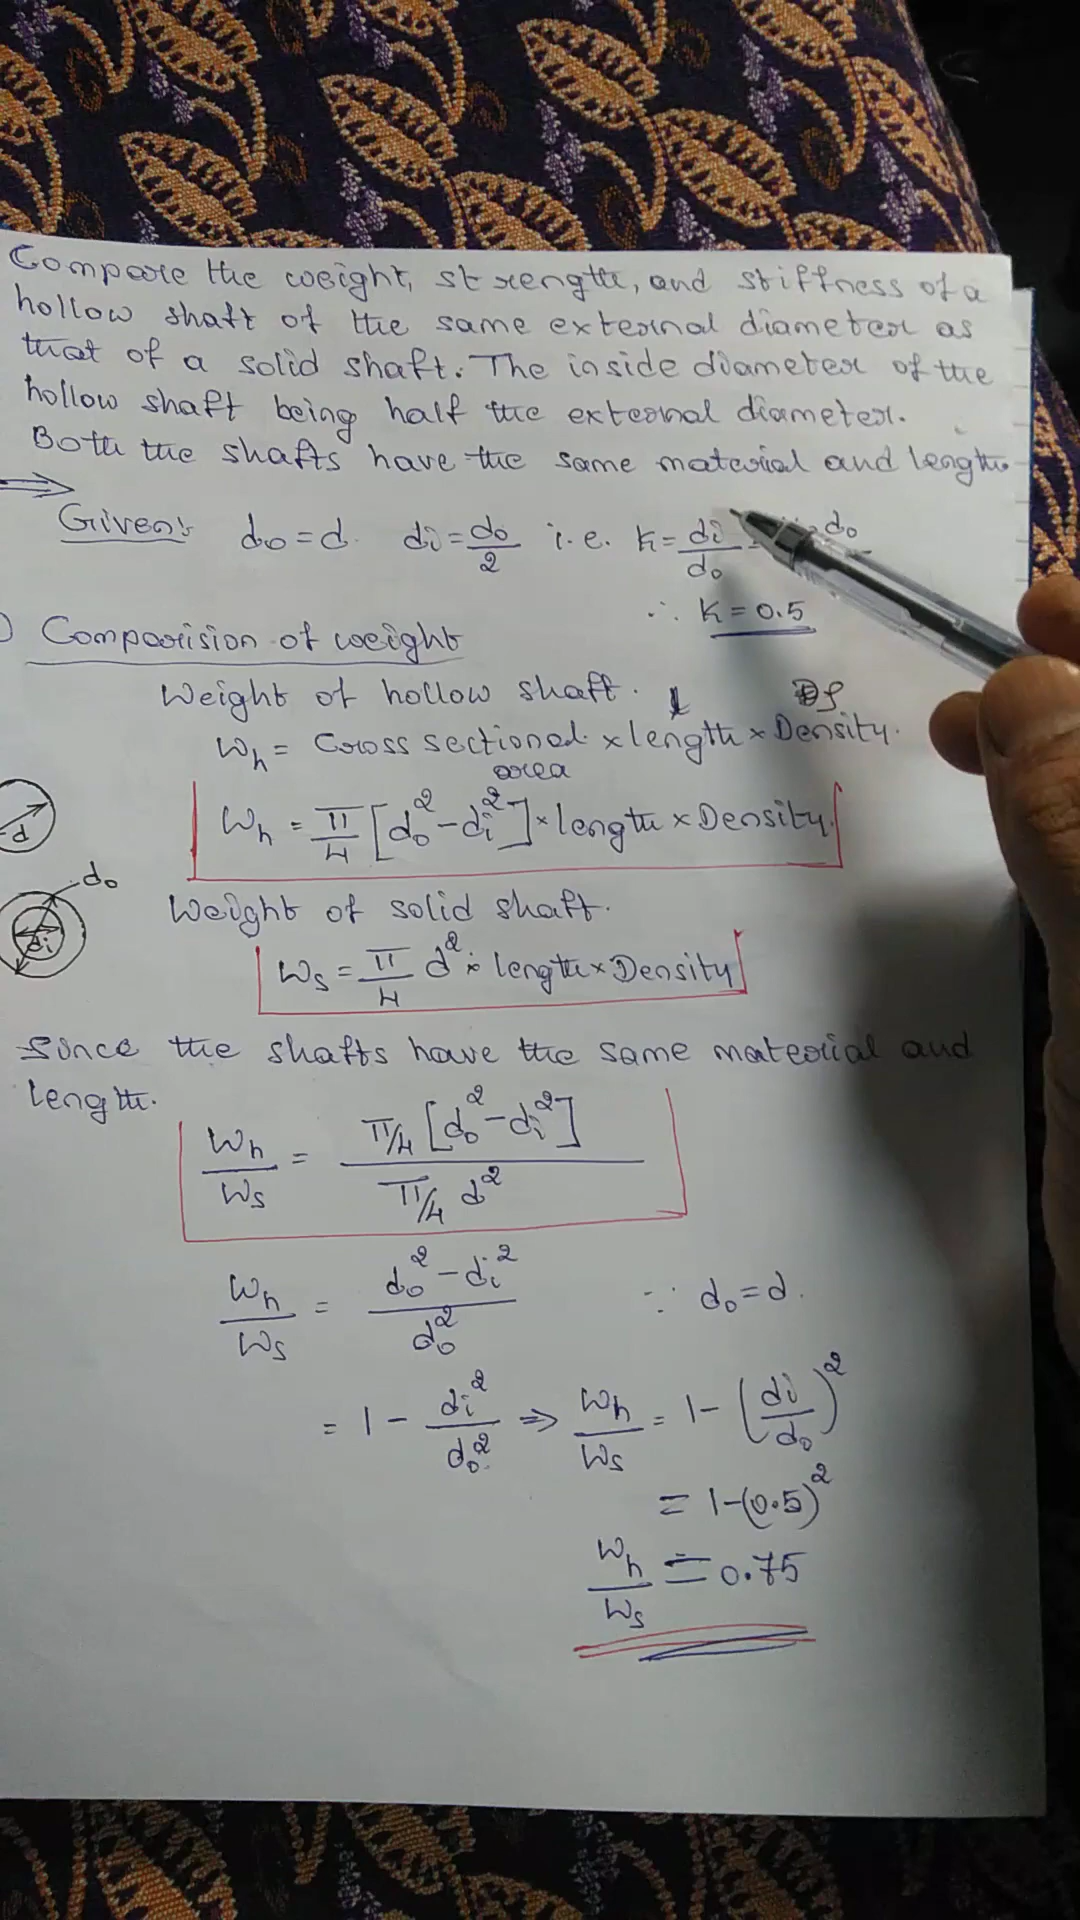 Compare the weight, strength, and stiffness of a
hollow shaft of the same external diameter as
that of a solid shaft. The inside diameter of the
hollow shaft being half the external diameter.
Both the shafts have the same material and length
⇒ Given: do = d. di = do/2 i.e. k = di/do = do
∴ k = 0.5
) Comparision of weight
Weight of hollow shaft.
Wh = Cross sectional area × length × Density.
Wh = π/4 [do² - di²] × length × Density.
d
do
di
Weight of solid shaft.
Ws = π/4 d² × length × Density
Since the shafts have the same material and
length.
Wh/Ws = π/4 [do² - di²] / π/4 d²
Wh/Ws = do² - di² / do² ∵ do = d.
= 1 - di²/do² ⇒ Wh/Ws = 1 - (di/do)²
= 1-(0.5)²
Wh/Ws = 0.75